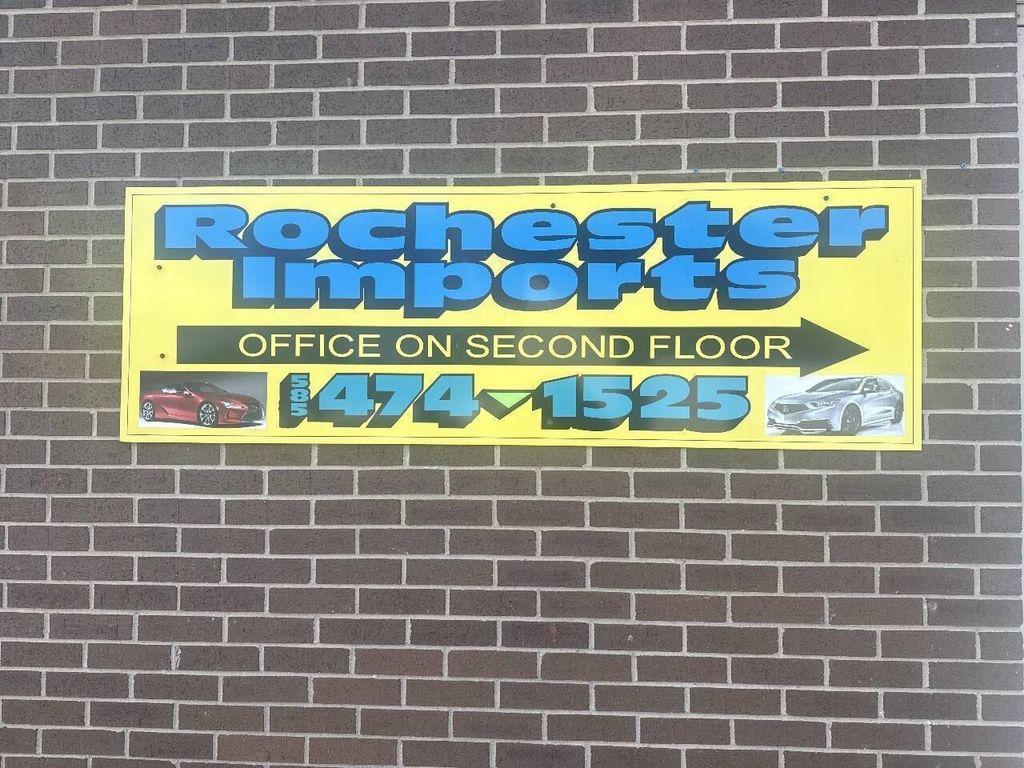 Rochester
Imports
OFFICE ON SECOND FLOOR
585 474-1525